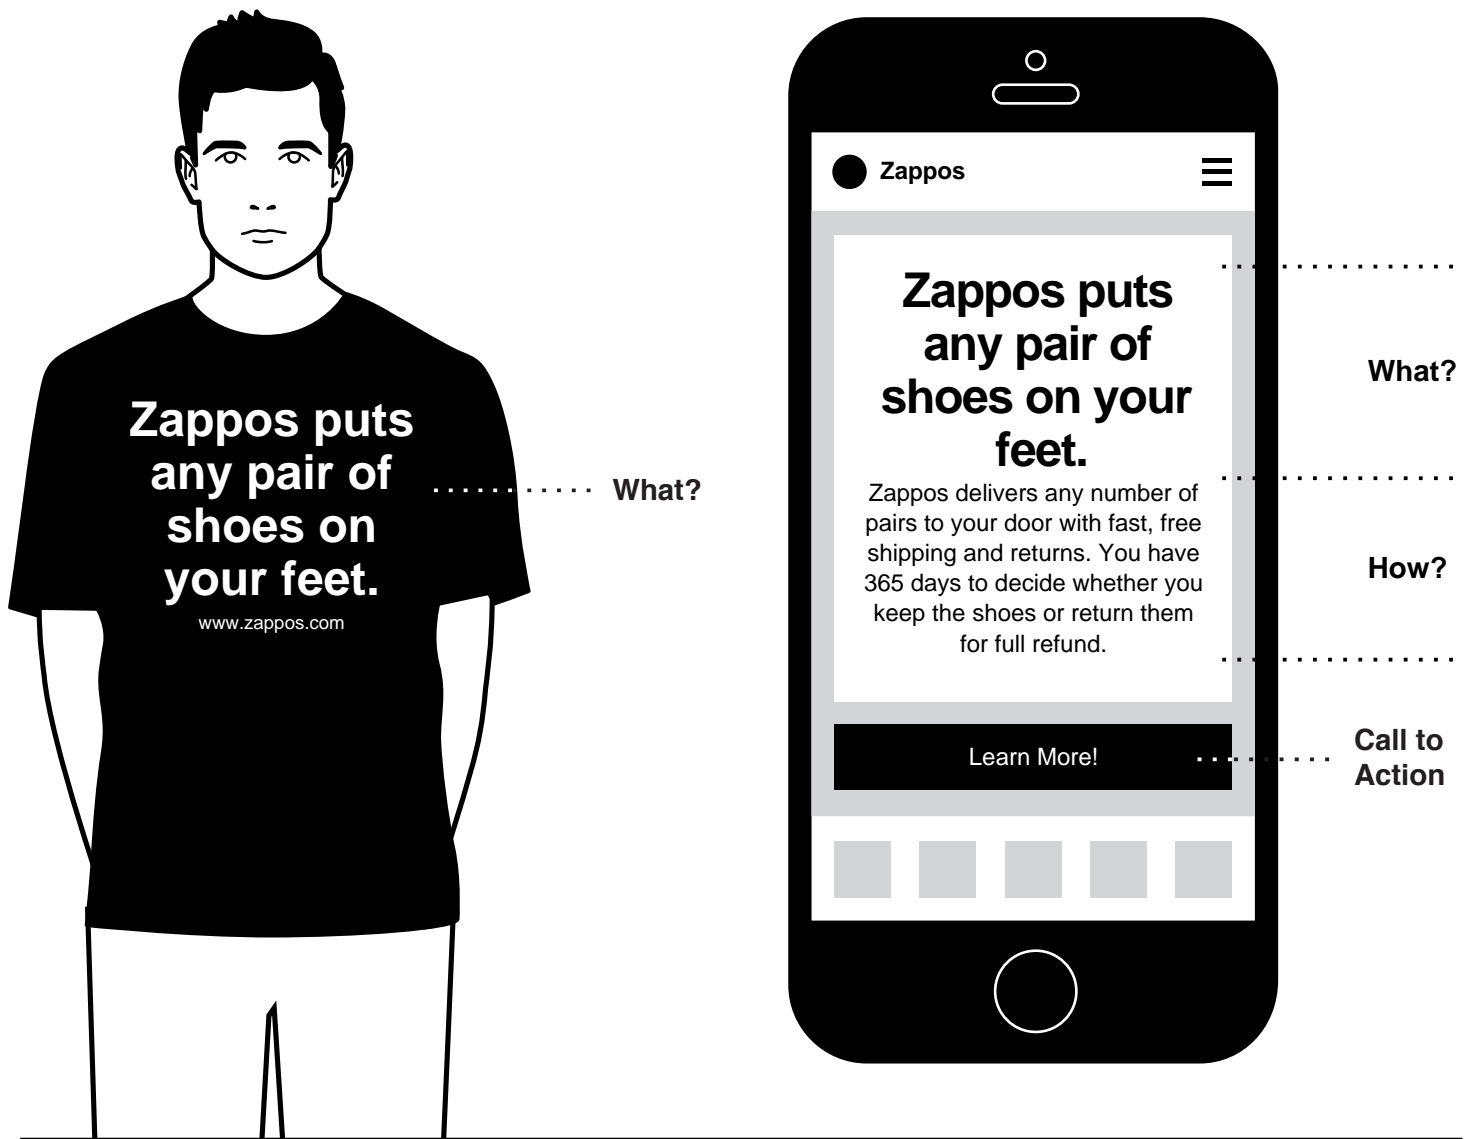 Zappos puts
any pair of
shoes on
your feet.
www.zappos.com
What?
Zappos
Zappos puts
any pair of
shoes on your
feet.
What?
Zappos delivers any number of
pairs to your door with fast, free
shipping and returns. You have
365 days to decide whether you
keep the shoes or return them
for full refund.
How?
Learn More!
Call to
Action